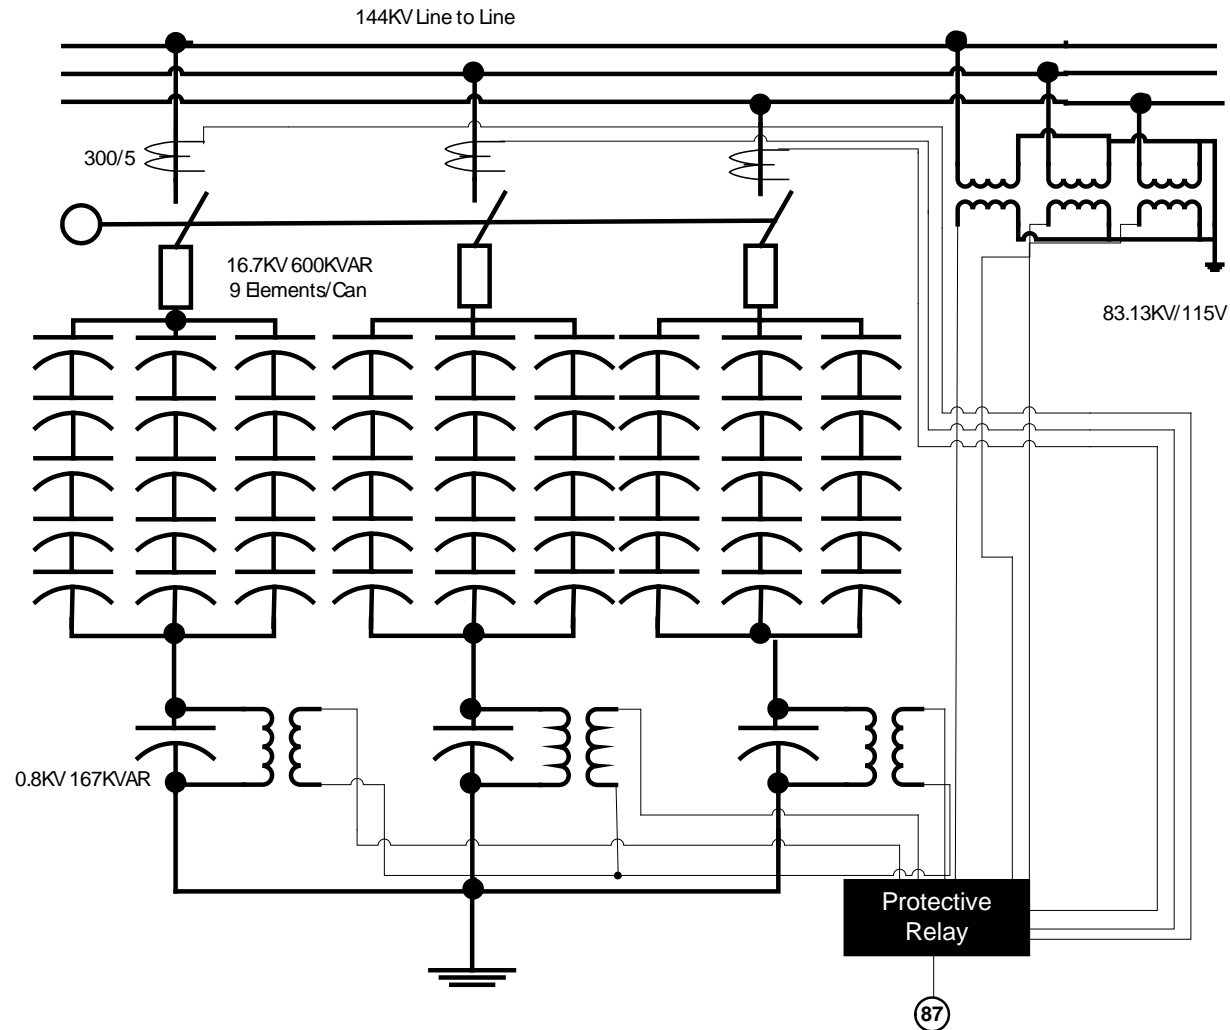 144KV Line to Line
300/5
16.7KV 600KVAR
9 Elements/Can
83.13KV/115V
0.8KV 167KVAR
Protective
Relay
87